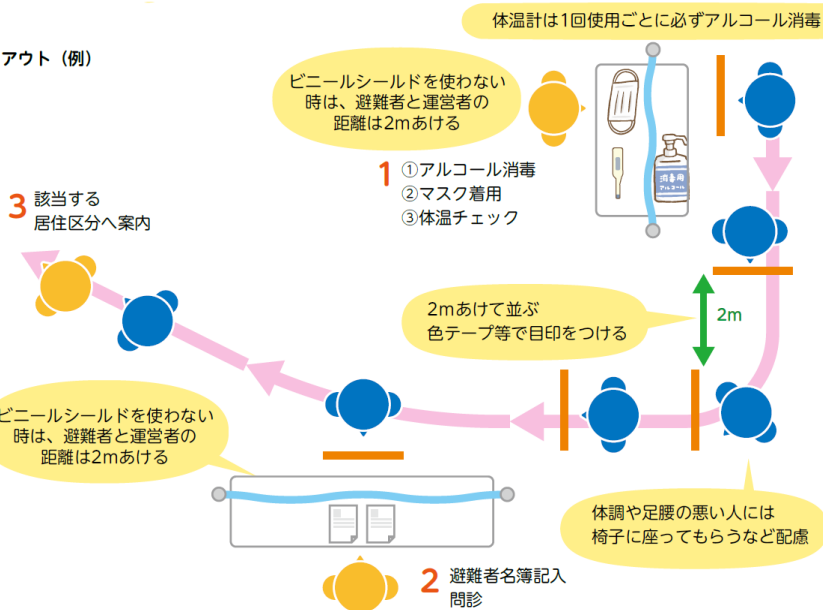 体温計は1回使用ごとに必ずアルコール消毒
アウト（例）
ビニールシールドを使わない
時は、避難者と運営者の
距離は2mあける
1 ①アルコール消毒
②マスク着用
③体温チェック
消毒用
アルコール
3 該当する
居住区分へ案内
2mあけて並ぶ
色テープ等で目印をつける
2m
ビニールシールドを使わない
時は、避難者と運営者の
距離は2mあける
体調や足腰の悪い人には
椅子に座ってもらうなど配慮
2 避難者名簿記入
問診